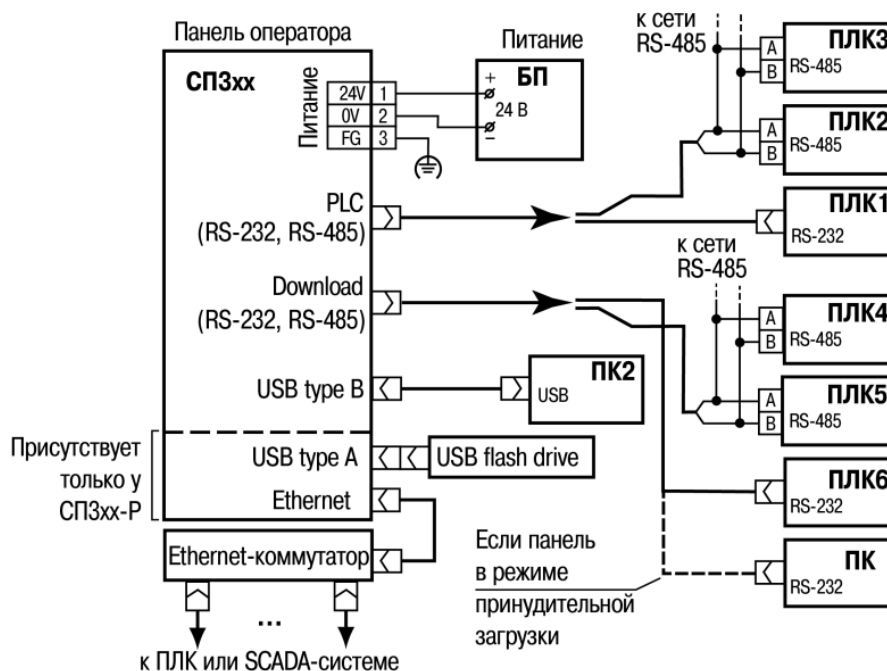 Панель оператора
СП3хх
Питание
24V 1
0V 2
FG 3
Питание
БП
+
24 В
–
PLC
(RS-232, RS-485)
Download
(RS-232, RS-485)
USB type B
ПК2
USB
Присутствует
только у
СП3хх-Р
USB type A
USB flash drive
Ethernet
Ethernet-коммутатор
...
к ПЛК или SCADA-системе
к сети
RS-485
ПЛК3
A
B
RS-485
ПЛК2
A
B
RS-485
ПЛК1
RS-232
к сети
RS-485
ПЛК4
A
B
RS-485
ПЛК5
A
B
RS-485
ПЛК6
RS-232
ПК
RS-232
Если панель
в режиме
принудительной
загрузки